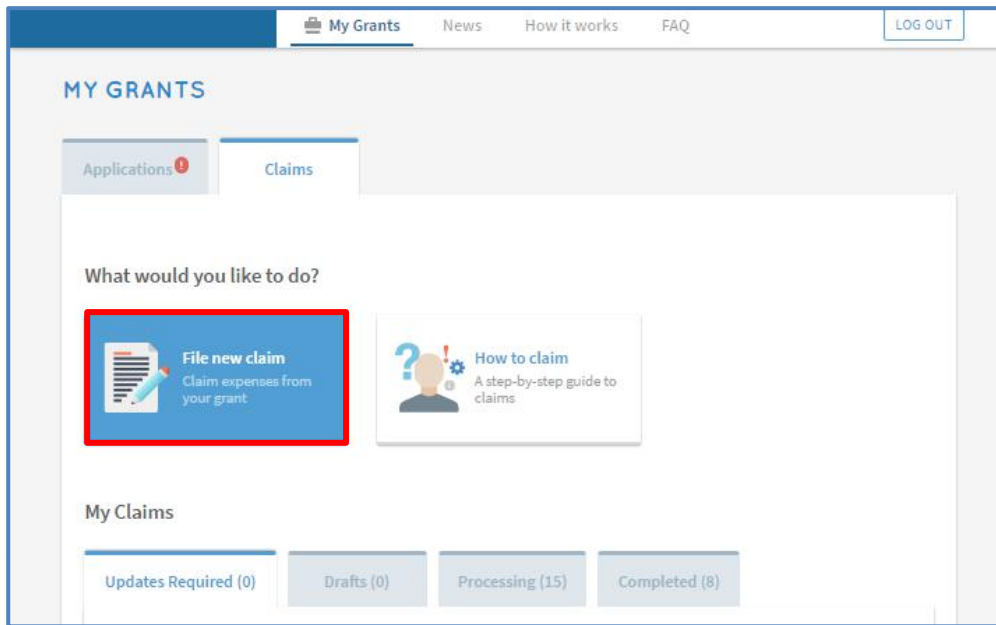 My Grants News How it works FAQ LOG OUT
MY GRANTS
Applications Claims
What would you like to do?
File new claim
Claim expenses from
your grant
How to claim
A step-by-step guide to
claims
My Claims
Updates Required (0) Drafts (0) Processing (15) Completed (8)